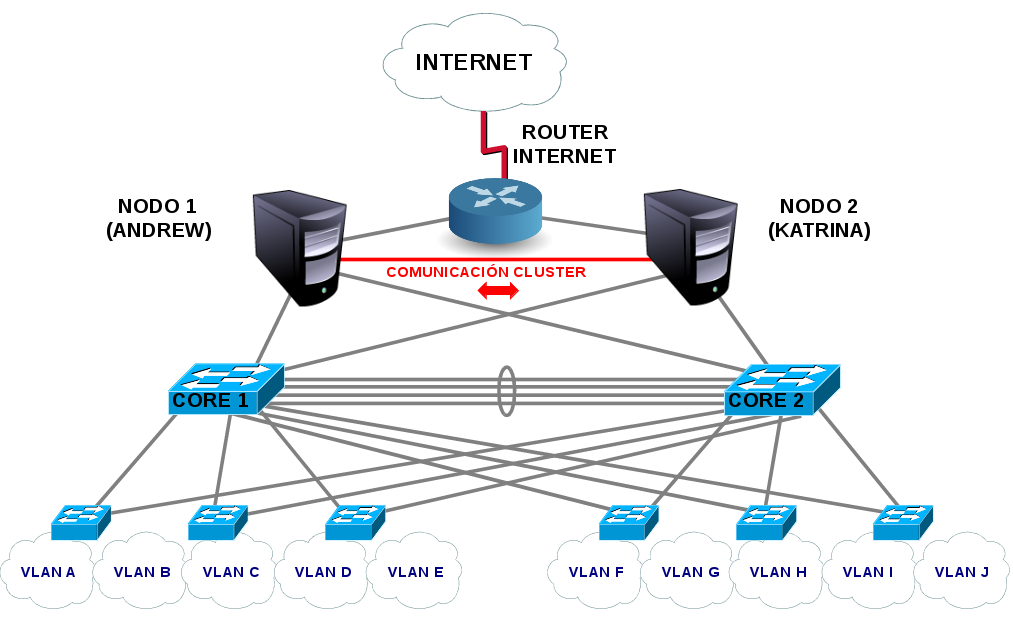 INTERNET
ROUTER
INTERNET
NODO 1
(ANDREW)
NODO 2
(KATRINA)
COMUNICACIÓN CLUSTER
CORE 1
CORE 2
VLAN A
VLAN B
VLAN C
VLAN D
VLAN E
VLAN F
VLAN G
VLAN H
VLAN I
VLAN J